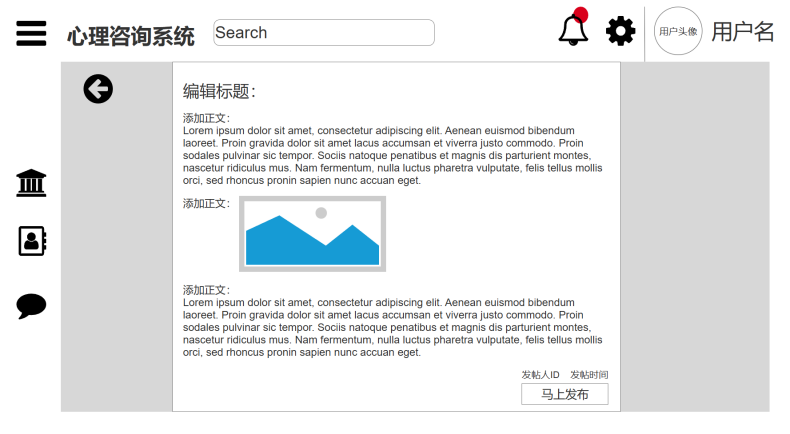 心理咨询系统
Search
用户头像
用户名
编辑标题：
添加正文：
Lorem ipsum dolor sit amet, consectetur adipiscing elit. Aenean euismod bibendum
laoreet. Proin gravida dolor sit amet lacus accumsan et viverra justo commodo. Proin
sodales pulvinar sic tempor. Sociis natoque penatibus et magnis dis parturient montes,
nascetur ridiculus mus. Nam fermentum, nulla luctus pharetra vulputate, felis tellus mollis
orci, sed rhoncus pronin sapien nunc accuan eget.
添加正文：
添加正文：
Lorem ipsum dolor sit amet, consectetur adipiscing elit. Aenean euismod bibendum
laoreet. Proin gravida dolor sit amet lacus accumsan et viverra justo commodo. Proin
sodales pulvinar sic tempor. Sociis natoque penatibus et magnis dis parturient montes,
nascetur ridiculus mus. Nam fermentum, nulla luctus pharetra vulputate, felis tellus mollis
orci, sed rhoncus pronin sapien nunc accuan eget.
发帖人ID 发帖时间
马上发布